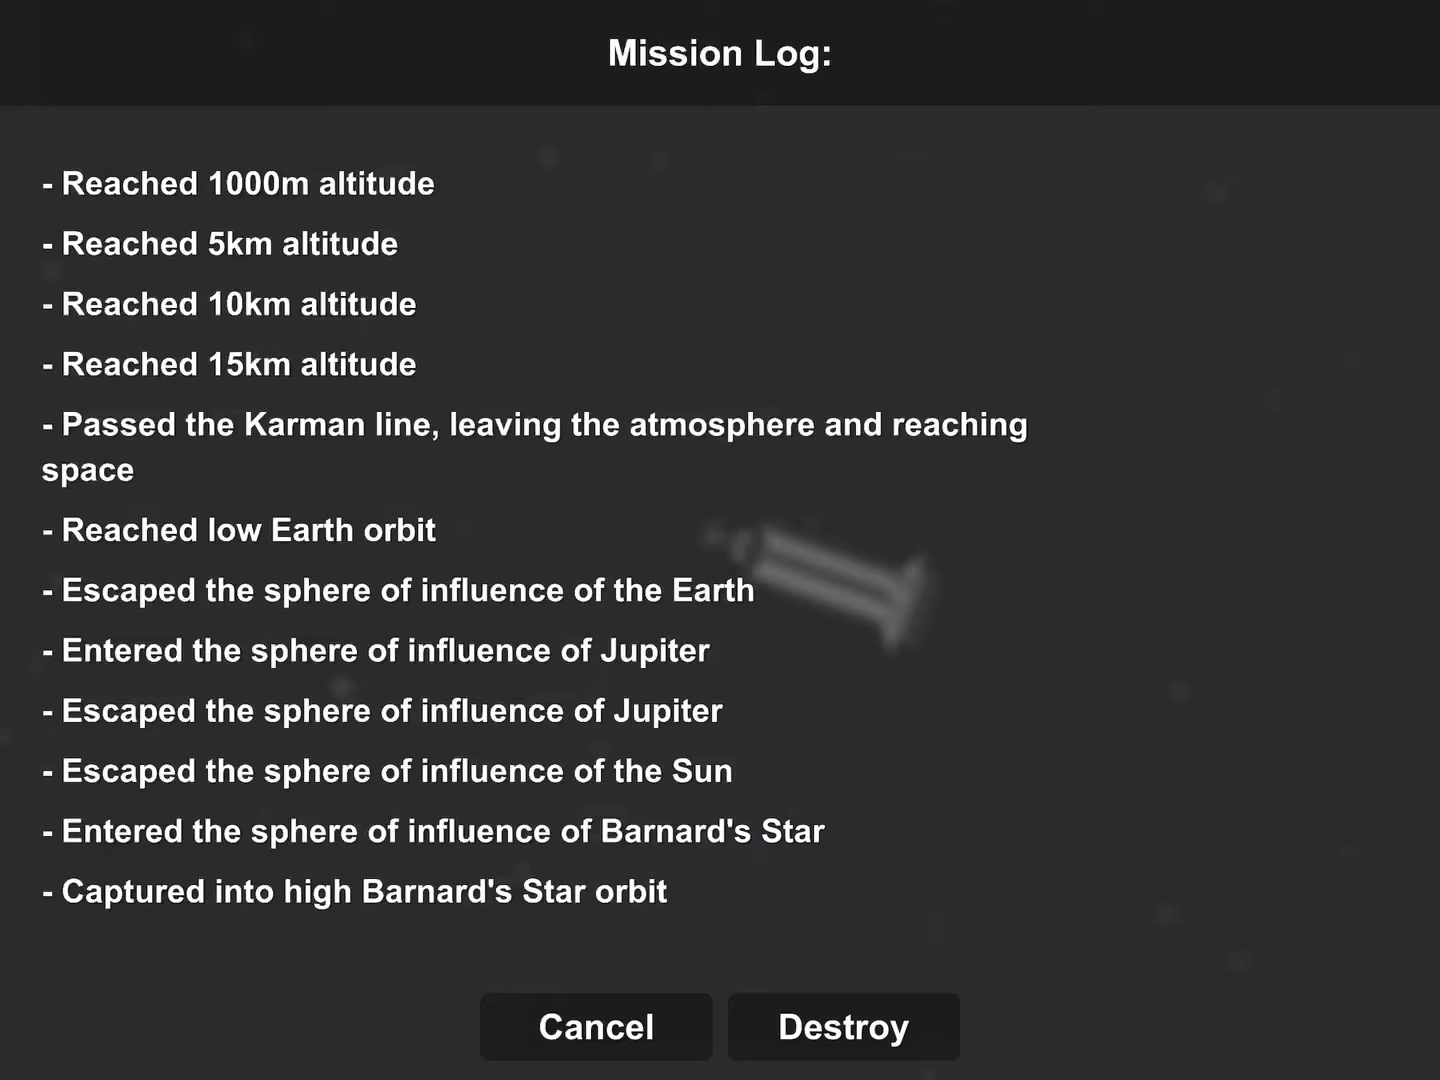 Mission Log:
- Reached 1000m altitude
- Reached 5km altitude
- Reached 10km altitude
- Reached 15km altitude
- Passed the Karman line, leaving the atmosphere and reaching
space
- Reached low Earth orbit
- Escaped the sphere of influence of the Earth
- Entered the sphere of influence of Jupiter
- Escaped the sphere of influence of Jupiter
- Escaped the sphere of influence of the Sun
- Entered the sphere of influence of Barnard's Star
- Captured into high Barnard's Star orbit
Cancel Destroy